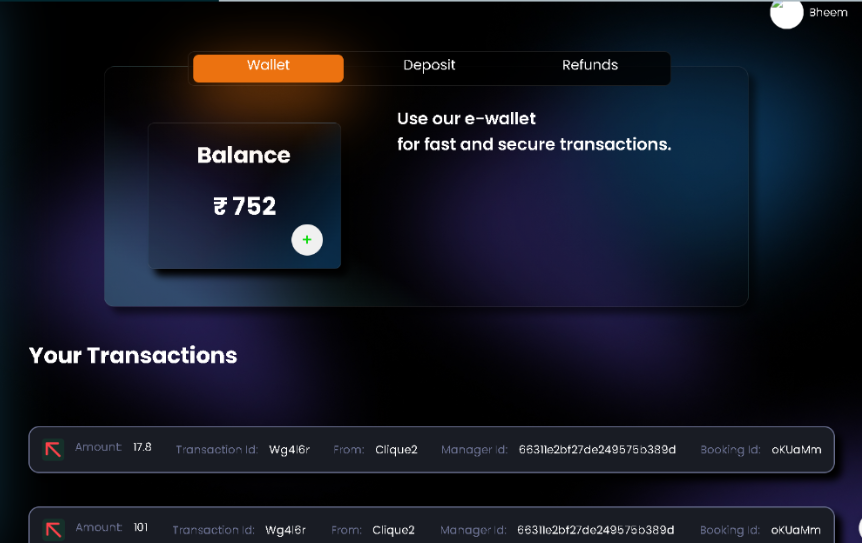 Bheem
Wallet Deposit Refunds
Use our e-wallet
for fast and secure transactions.
Balance
₹ 752
+
Your Transactions
Amount: 17.8 Transaction Id: Wg4l6r From: Clique2 Manager Id: 66311e2bf27de249575b389d Booking Id: oKUaMm
Amount: 101 Transaction Id: Wg4l6r From: Clique2 Manager Id: 66311e2bf27de249575b389d Booking Id: oKUaMm